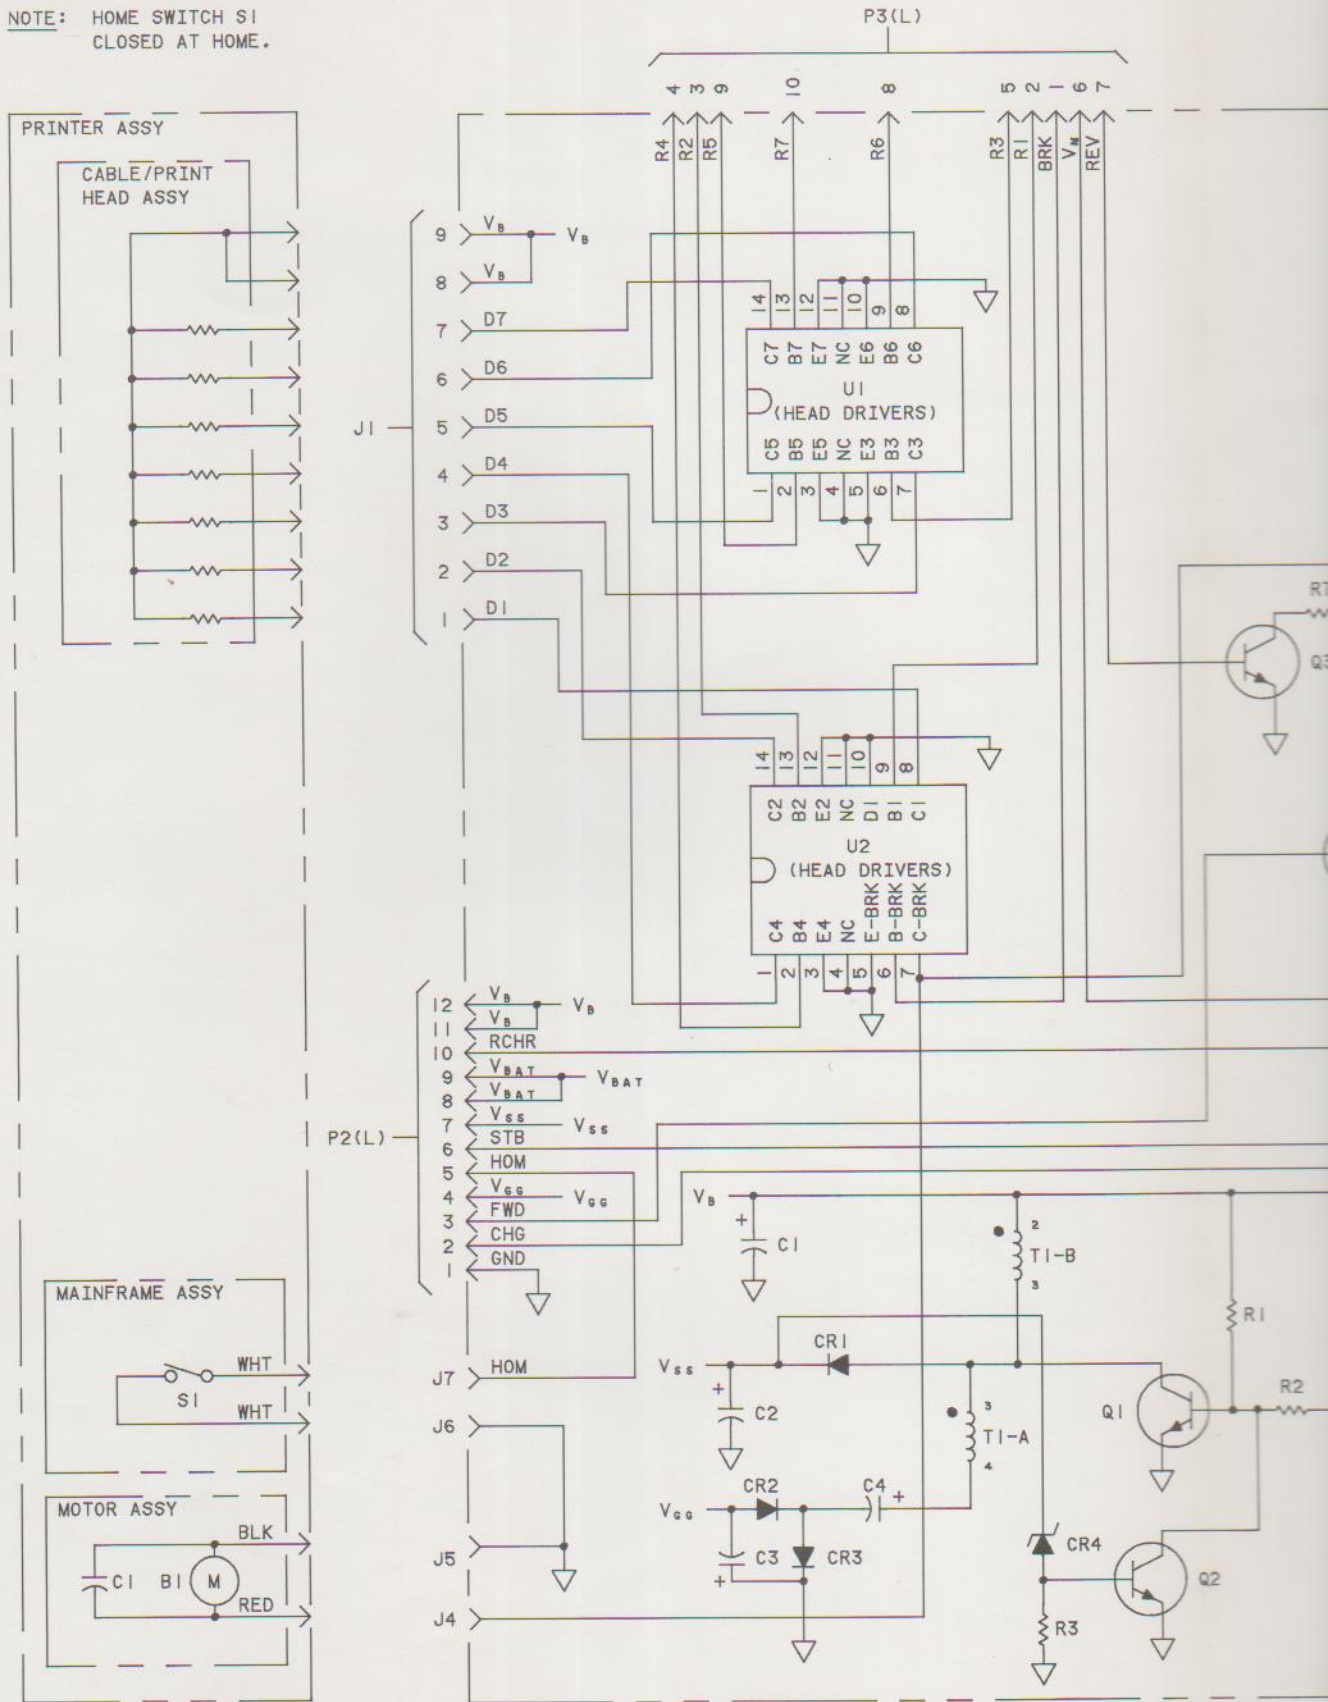 NOTE: HOME SWITCH S1
CLOSED AT HOME.
P3(L)
4 3 9 10 8 5 2 1 6 7
R4 R2 R5 R7 R6 R3 R1 BRK VM REV
PRINTER ASSY
CABLE/PRINT
HEAD ASSY
J1
9 VB VB
8 VB
7 D7
6 D6
5 D5
4 D4
3 D3
2 D2
1 D1
14 13 12 11 10 9 8
C7 B7 E7 NC E6 B6 C6
U1
(HEAD DRIVERS)
C5 B5 E5 NC E3 B3 C3
1 2 3 4 5 6 7
R7
Q3
14 13 12 11 10 9 8
C2 B2 E2 NC D1 B1 C1
U2
(HEAD DRIVERS)
C4 B4 E4 NC E-BRK B-BRK C-BRK
1 2 3 4 5 6 7
P2(L)
12 VB VB
11 VB
10 RCHR
9 VBAT VBAT
8 VBAT
7 VSS VSS
6 STB
5 HOM
4 VGG VGG
3 FWD
2 CHG
1 GND
VB
+
C1
2
T1-B
3
R1
MAINFRAME ASSY
WHT
S1
WHT
J7 HOM
J6
VSS
CR1
+
C2
3
T1-A
4
Q1
R2
MOTOR ASSY
BLK
C1 B1 M
RED
J5
J4
VGG
CR2
C4
+
C3
+
CR3
CR4
Q2
R3